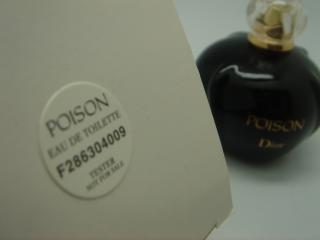 POISON
EAU DE TOILETTE
F286304009
TESTER
NOT FOR SALE
POISON
Dior